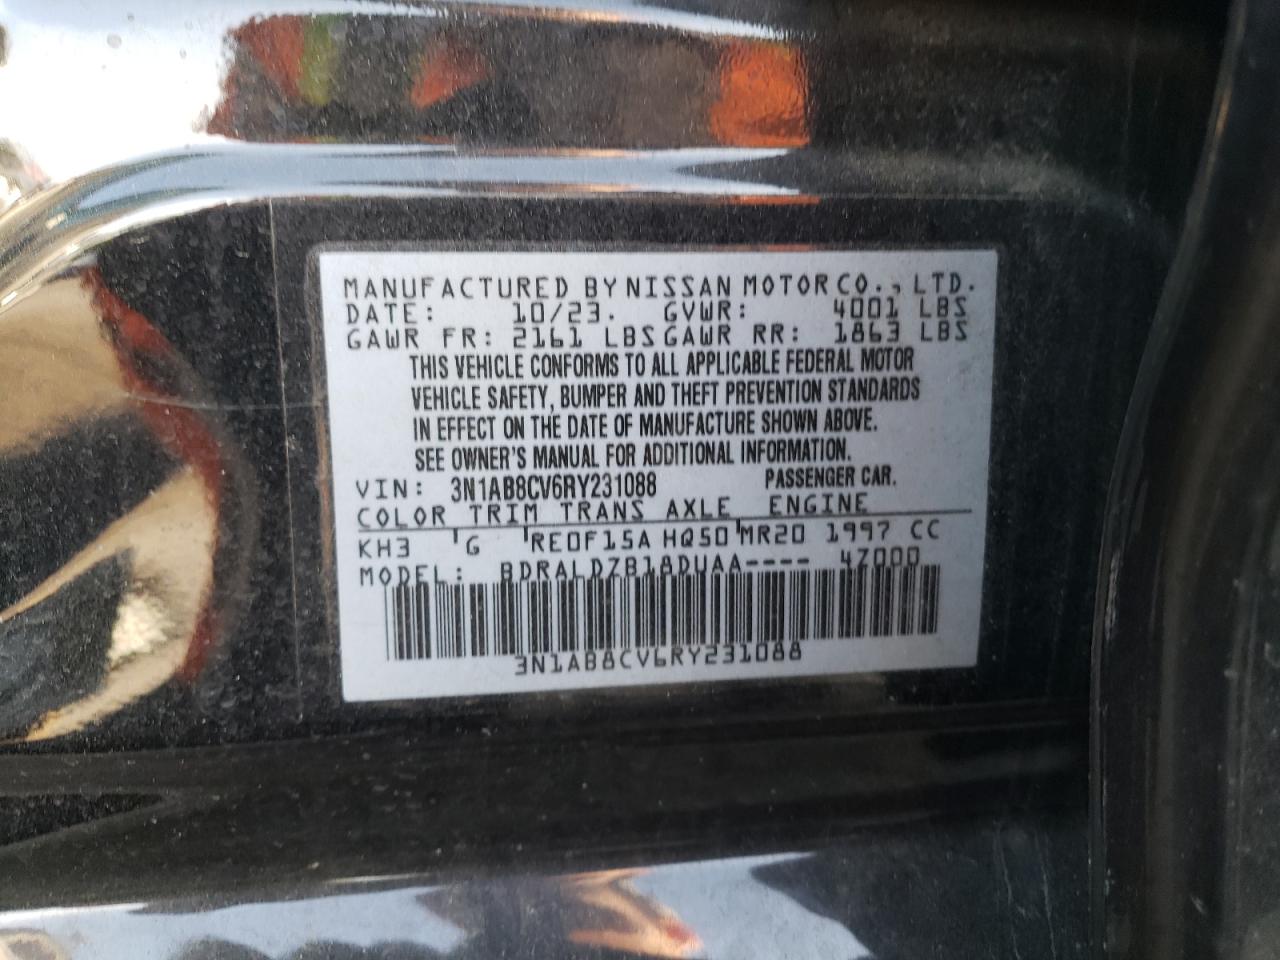 MANUFACTURED BY NISSAN MOTOR CO., LTD.
DATE: 10/23. GVWR: 4001 LBS
GAWR FR: 2161 LBS GAWR RR: 1863 LBS
THIS VEHICLE CONFORMS TO ALL APPLICABLE FEDERAL MOTOR
VEHICLE SAFETY, BUMPER AND THEFT PREVENTION STANDARDS
IN EFFECT ON THE DATE OF MANUFACTURE SHOWN ABOVE.
SEE OWNER'S MANUAL FOR ADDITIONAL INFORMATION.
VIN: 3N1AB8CV6RY231088 PASSENGER CAR.
COLOR TRIM TRANS AXLE ENGINE
KH3 G RE0F15A HQ50 MR20 1997 CC
MODEL: BDRALDZB18DUAA---- 4Z000
3N1AB8CV6RY231088